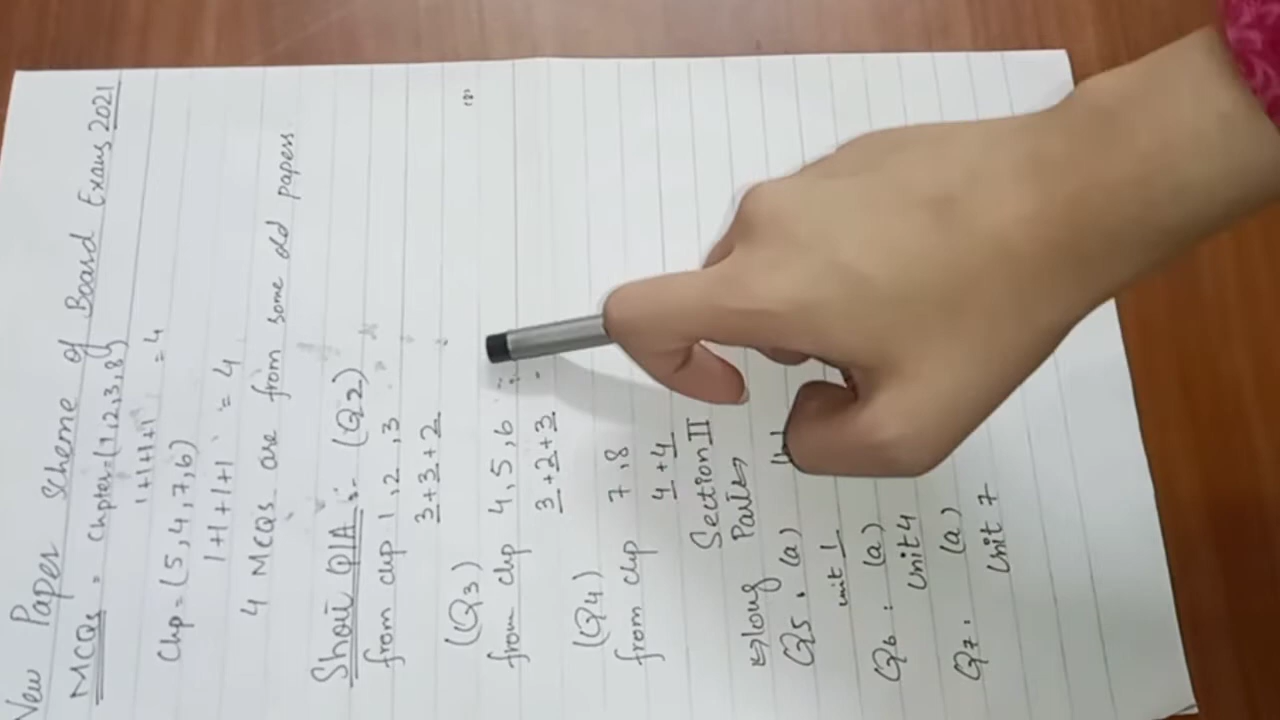 New Paper Scheme of Board Exams 2021
MCQs = Chpter=(1,2,3,8)
1+1+1+1 = 4
Chp = (5,4,7,6)
1+1+1+1 = 4
4 MCQs are from some old papers
Short Q/A :- (Q2)
from chp 1,2,3
3+3+2
(Q3)
from chp 4,5,6
3+2+3
(Q4)
from chp 7,8
4+4
Section II
long Parts
Q5. (a)
unit 1
Q6: (a)
Unit 4
Q7. (a)
Unit 7